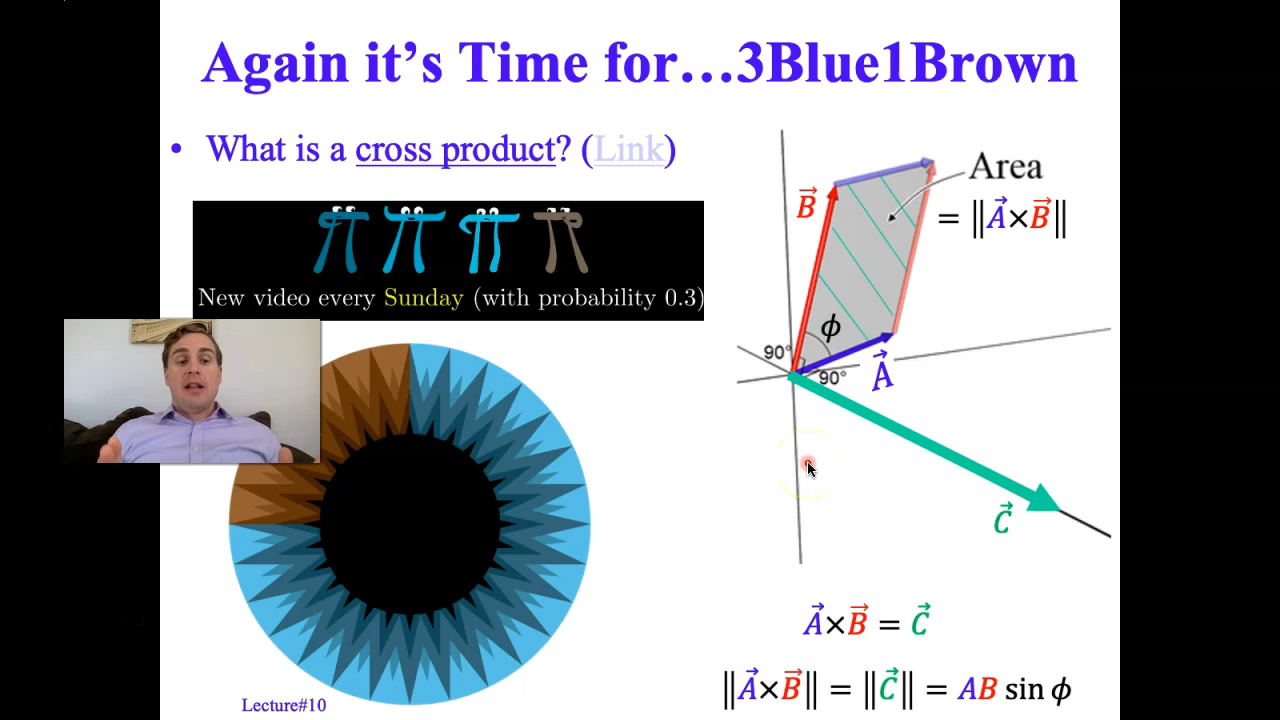 Again it's Time for…3Blue1Brown
• What is a cross product? (Link)
New video every Sunday (with probability 0.3)
Area
= ‖A⃗×B⃗‖
B⃗
ϕ
90°
90°
A⃗
C⃗
A⃗×B⃗ = C⃗
‖A⃗×B⃗‖ = ‖C⃗‖ = AB sin ϕ
Lecture#10